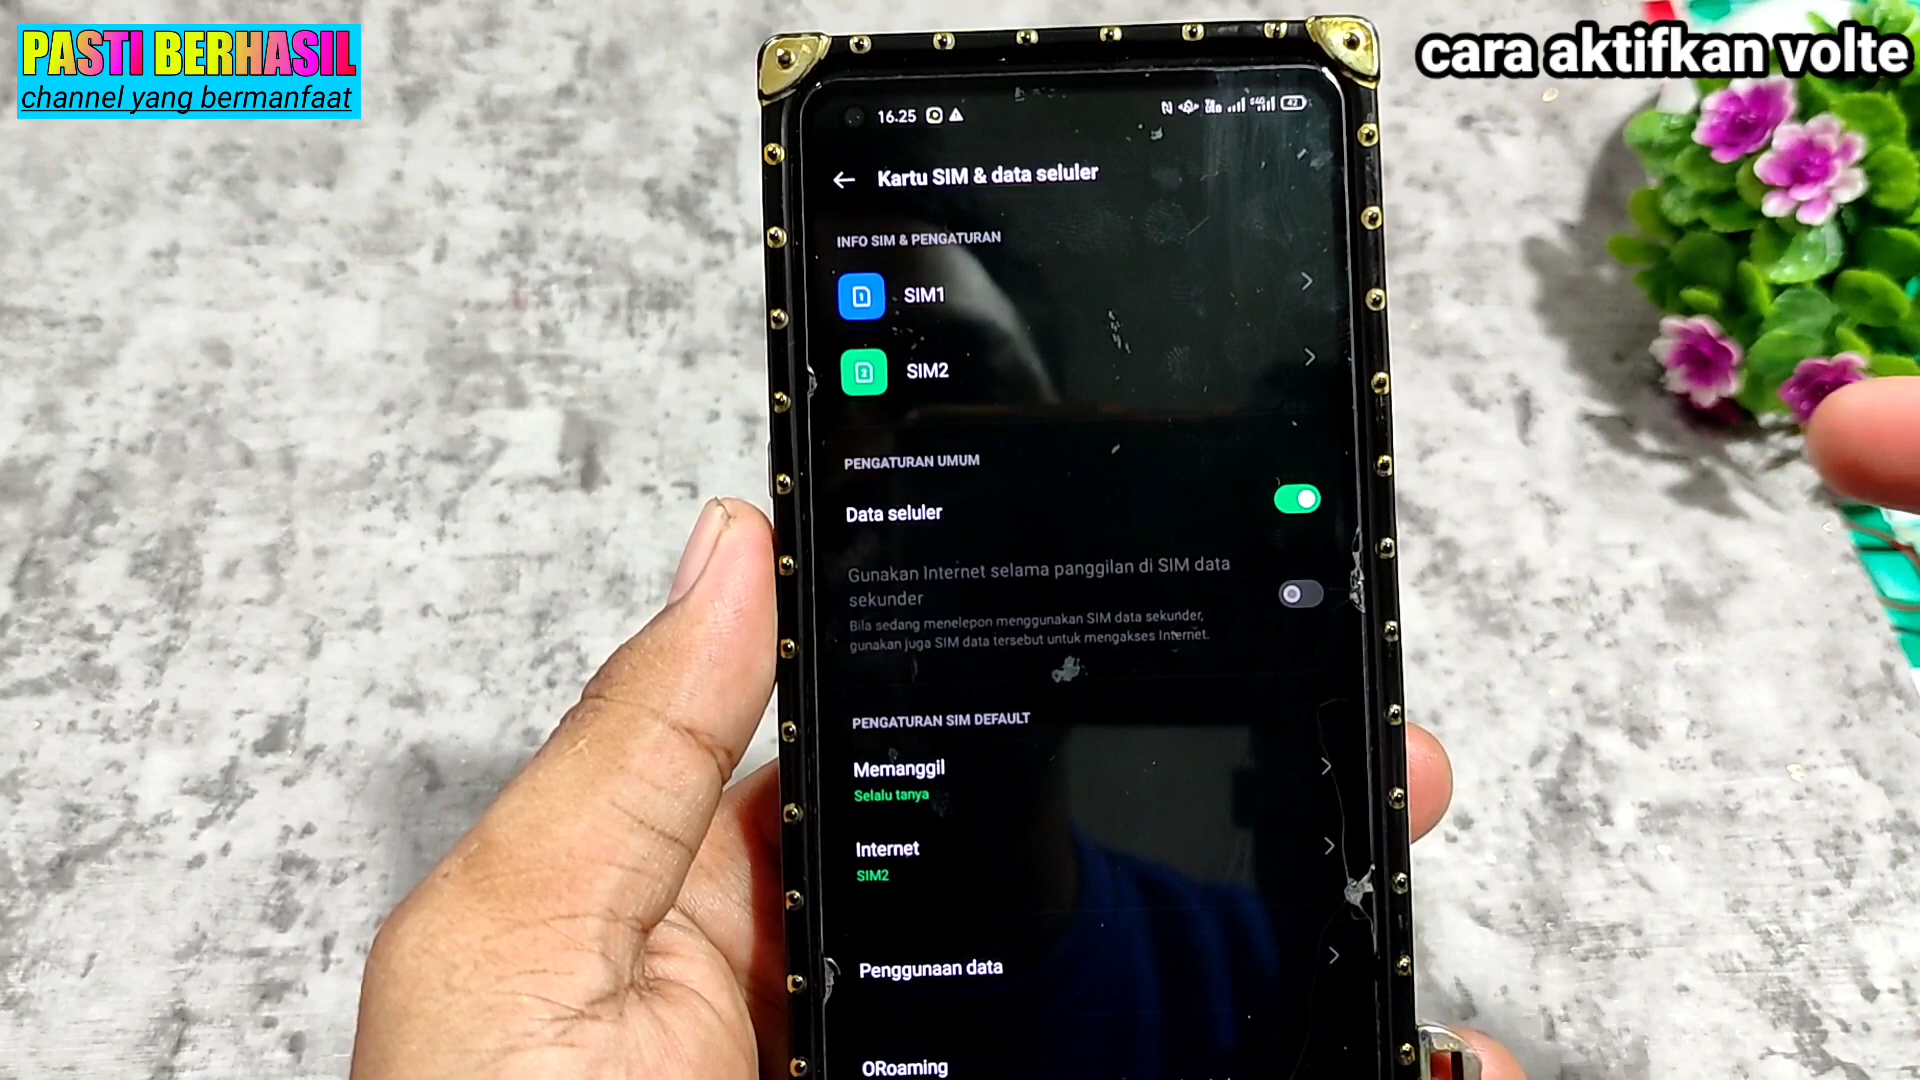 PASTI BERHASIL
channel yang bermanfaat
cara aktifkan volte
16.25
42
Kartu SIM & data seluler
INFO SIM & PENGATURAN
1
SIM1
2
SIM2
PENGATURAN UMUM
Data seluler
Gunakan Internet selama panggilan di SIM data
sekunder
Bila sedang menelepon menggunakan SIM data sekunder,
gunakan juga SIM data tersebut untuk mengakses Internet.
PENGATURAN SIM DEFAULT
Memanggil
Selalu tanya
Internet
SIM2
Penggunaan data
ORoaming